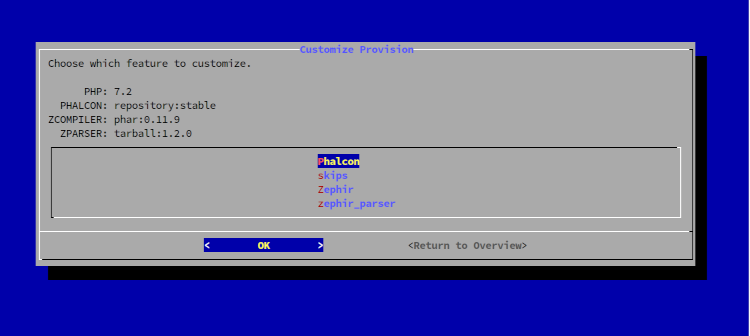 Customize Provision
Choose which feature to customize.
PHP: 7.2
PHALCON: repository:stable
ZCOMPILER: phar:0.11.9
ZPARSER: tarball:1.2.0
Phalcon
skips
Zephir
zephir_parser
< OK > <Return to Overview>